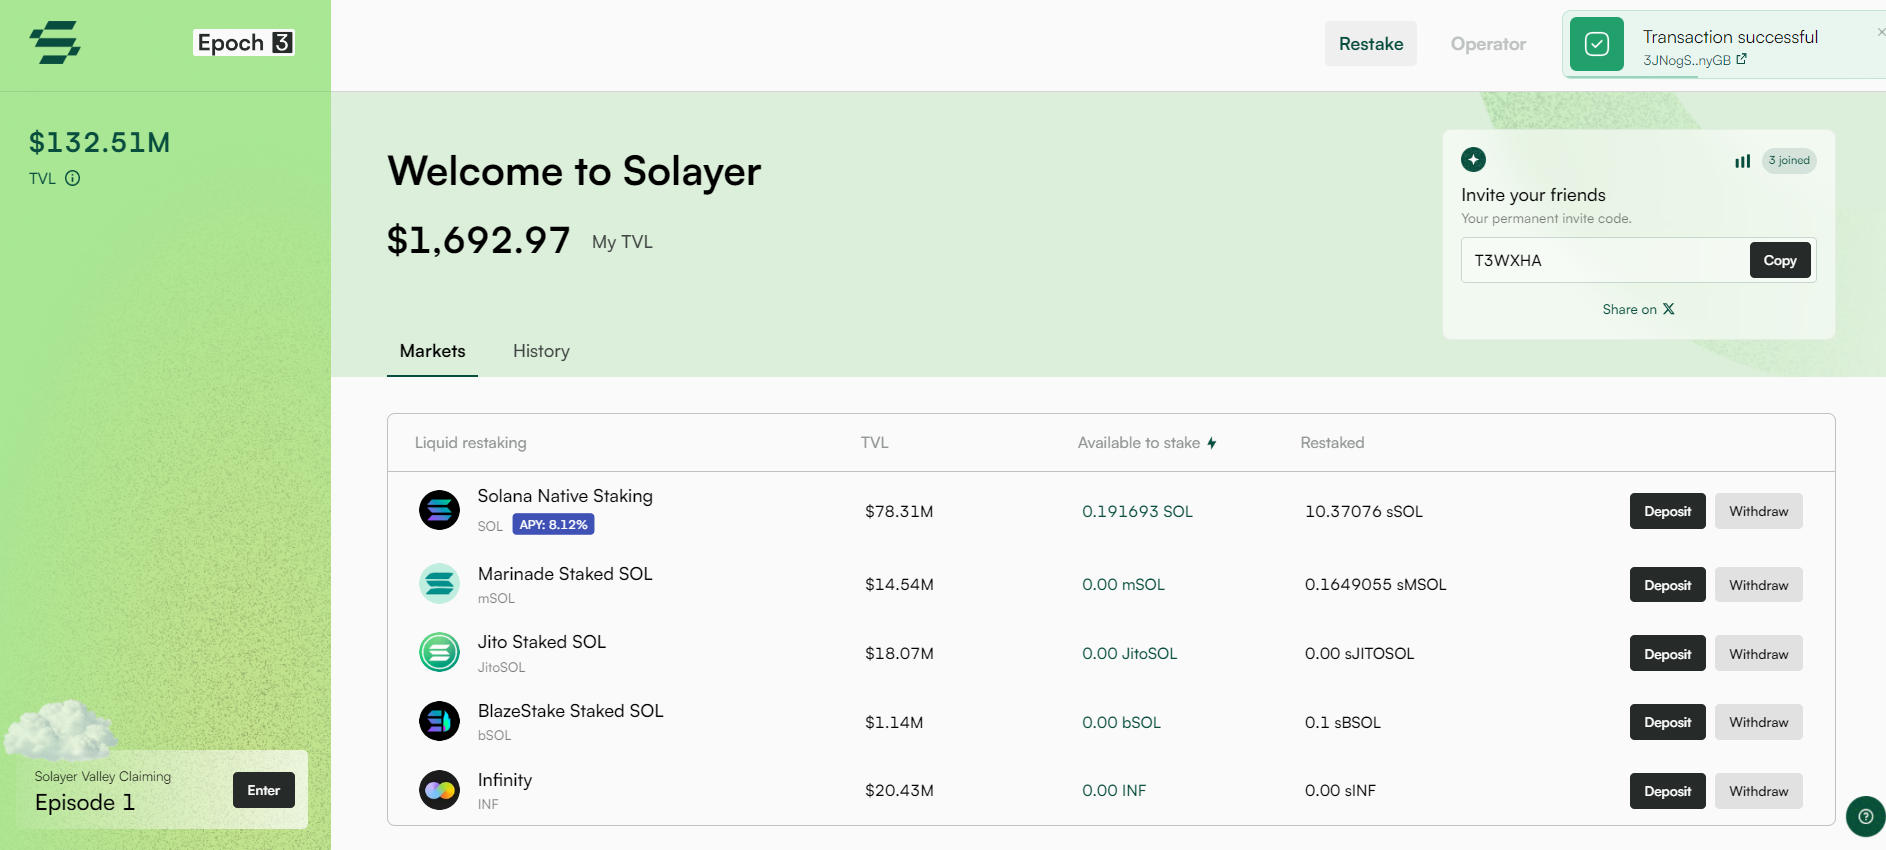 Epoch 3
Restake
Operator
Transaction successful
3JNogS..nyGB
$132.51M
TVL
Welcome to Solayer
$1,692.97 My TVL
3 joined
Invite your friends
Your permanent invite code.
T3WXHA
Copy
Share on X
Markets
History
Liquid restaking TVL Available to stake Restaked
Solana Native Staking
SOL APY: 8.12%
$78.31M 0.191693 SOL 10.37076 sSOL Deposit Withdraw
Marinade Staked SOL
mSOL
$14.54M 0.00 mSOL 0.1649055 sMSOL Deposit Withdraw
Jito Staked SOL
JitoSOL
$18.07M 0.00 JitoSOL 0.00 sJITOSOL Deposit Withdraw
BlazeStake Staked SOL
bSOL
$1.14M 0.00 bSOL 0.1 sBSOL Deposit Withdraw
Infinity
INF
$20.43M 0.00 INF 0.00 sINF Deposit Withdraw
Solayer Valley Claiming
Episode 1
Enter